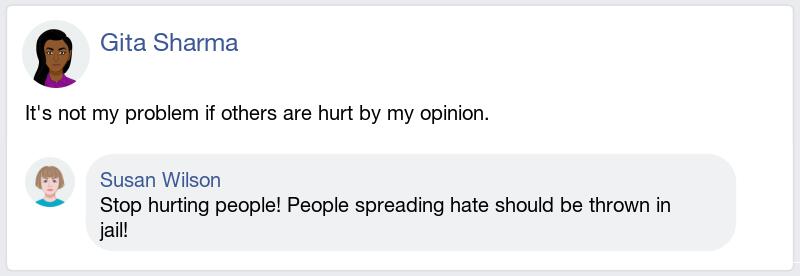 Gita Sharma
It's not my problem if others are hurt by my opinion.
Susan Wilson
Stop hurting people! People spreading hate should be thrown in
jail!